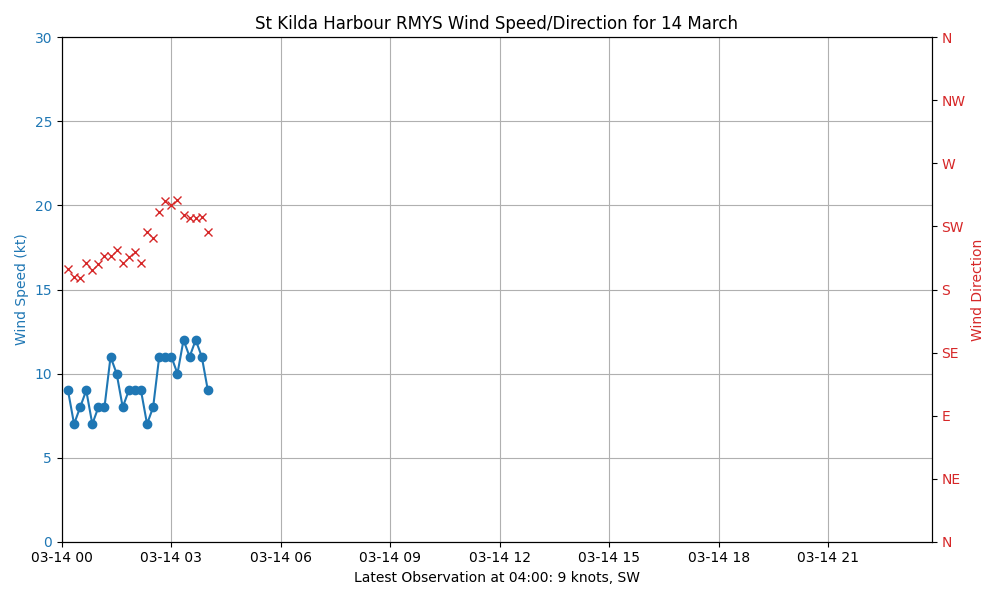 St Kilda Harbour RMYS Wind Speed/Direction for 14 March
30
25
20
15
10
5
0
Wind Speed (kt)
N
NW
W
SW
S
SE
E
NE
N
Wind Direction
03-14 00
03-14 03
03-14 06
03-14 09
03-14 12
03-14 15
03-14 18
03-14 21
Latest Observation at 04:00: 9 knots, SW